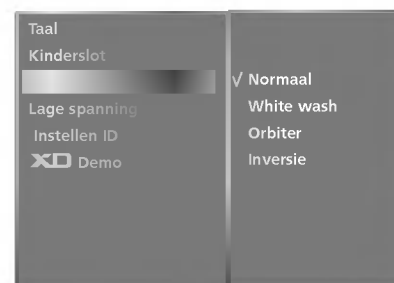 Taal
Kinderslot
Lage spanning
Instellen ID
XD Demo
√ Normaal
White wash
Orbiter
Inversie